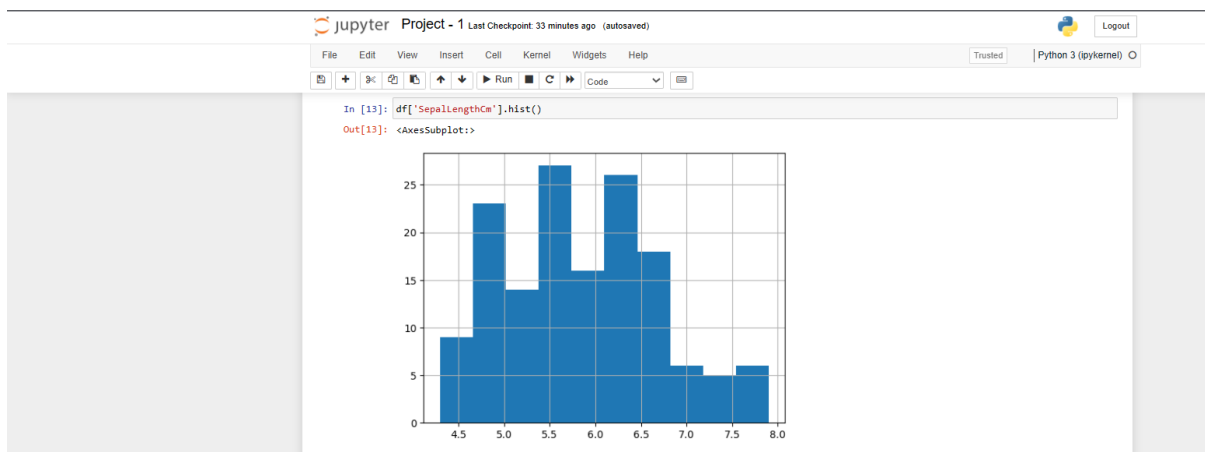 jupyter Project - 1 Last Checkpoint: 33 minutes ago (autosaved) Logout
File Edit View Insert Cell Kernel Widgets Help Trusted Python 3 (ipykernel)
Run Code
In [13]: df['SepalLengthCm'].hist()
Out[13]: <AxesSubplot:>
25
20
15
10
5
0
4.5 5.0 5.5 6.0 6.5 7.0 7.5 8.0